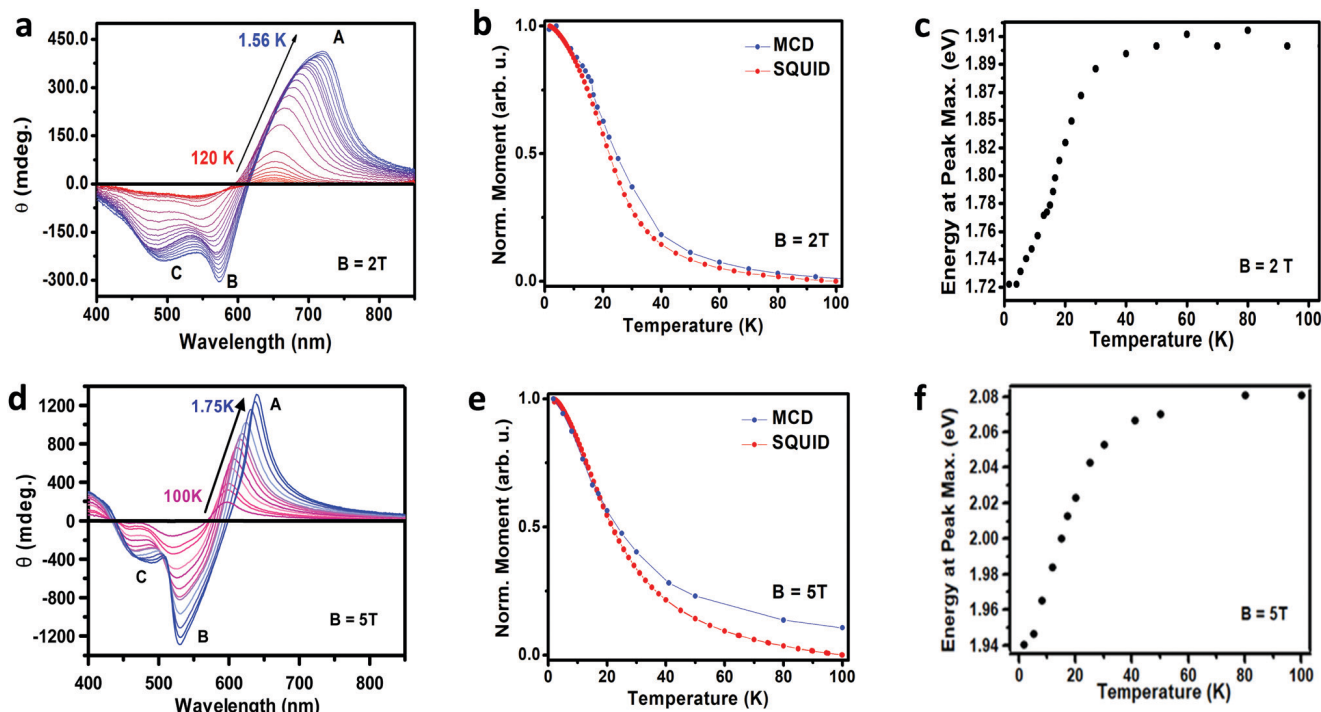 a
450.0
300.0
150.0
0.0
-150.0
-300.0
θ (mdeg.)
1.56 K
A
120 K
C
B
B = 2T
400 500 600 700 800
Wavelength (nm)
b
1.0
0.5
0.0
Norm. Moment (arb. u.)
MCD
SQUID
B = 2T
0 20 40 60 80 100
Temperature (K)
c
1.91
1.89
1.87
1.85
1.82
1.80
1.78
1.76
1.74
1.72
Energy at Peak Max. (eV)
B = 2 T
0 20 40 60 80 100
Temperature (K)
d
1200
800
400
0
-400
-800
-1200
θ (mdeg.)
1.75K
A
100K
C
B
B = 5T
400 500 600 700 800
Wavelength (nm)
e
1.0
0.5
0.0
Norm. Moment (arb. u.)
MCD
SQUID
B = 5T
0 20 40 60 80 100
Temperature (K)
f
2.08
2.06
2.04
2.02
2.00
1.98
1.96
1.94
Energy at Peak Max. (eV)
B = 5T
0 20 40 60 80 100
Temperature (K)